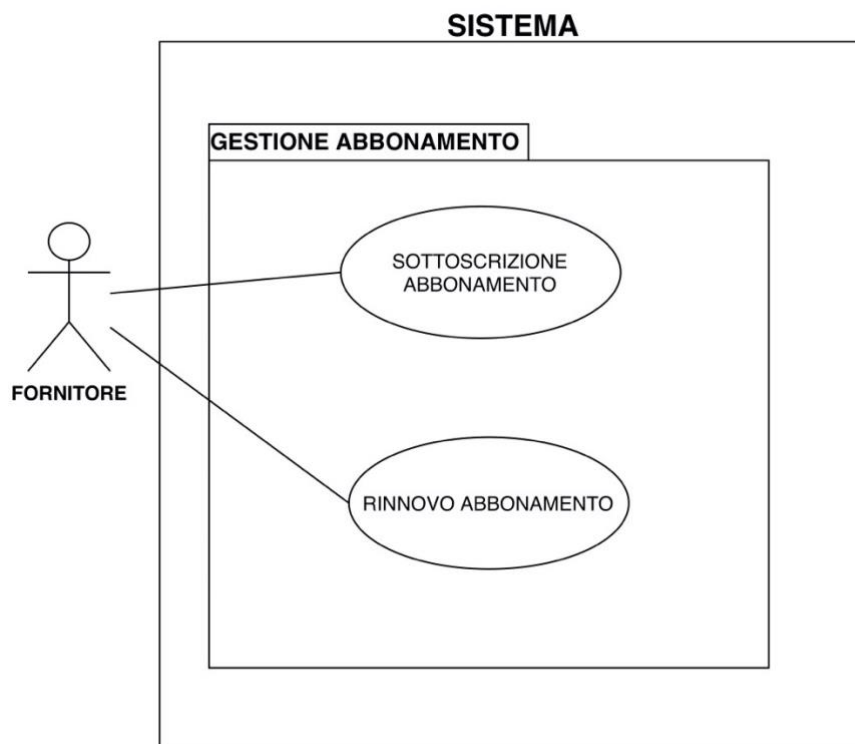 SISTEMA
GESTIONE ABBONAMENTO
SOTTOSCRIZIONE
ABBONAMENTO
FORNITORE
RINNOVO ABBONAMENTO